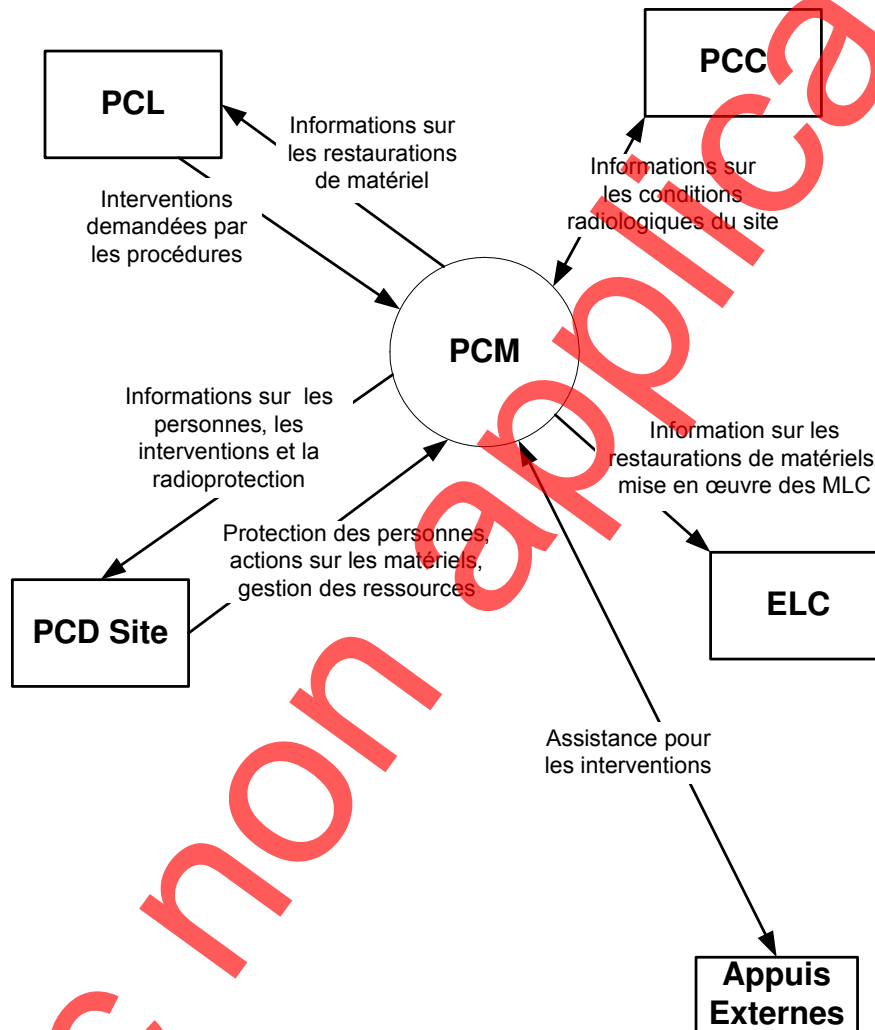 PCL
PCC
Informations sur
les restaurations
de matériel
Informations sur
les conditions
radiologiques du site
Interventions
demandées par
les procédures
PCM
Informations sur les
personnes, les
interventions et la
radioprotection
Information sur les
restaurations de matériels,
mise en œuvre des MLC
Protection des personnes,
actions sur les matériels,
gestion des ressources
PCD Site
ELC
Assistance pour
les interventions
Appuis
Externes
non applica